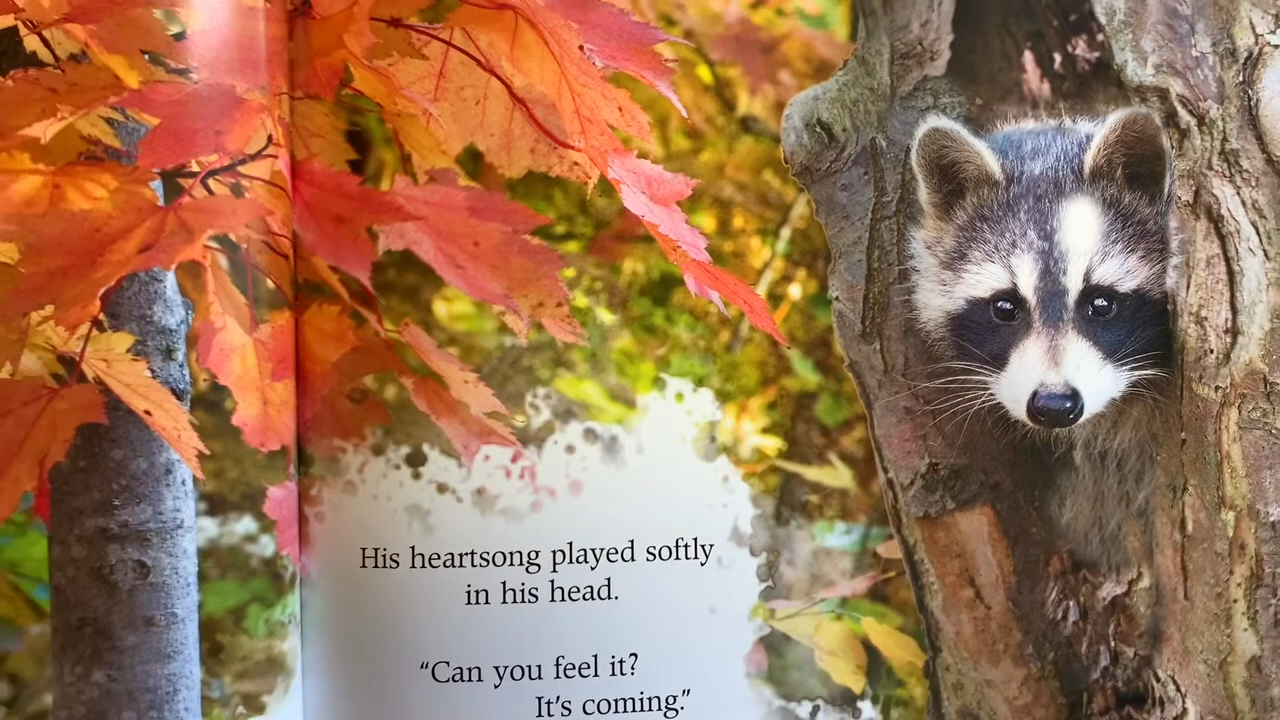 His heartsong played softly
in his head.
“Can you feel it?
It’s coming.”